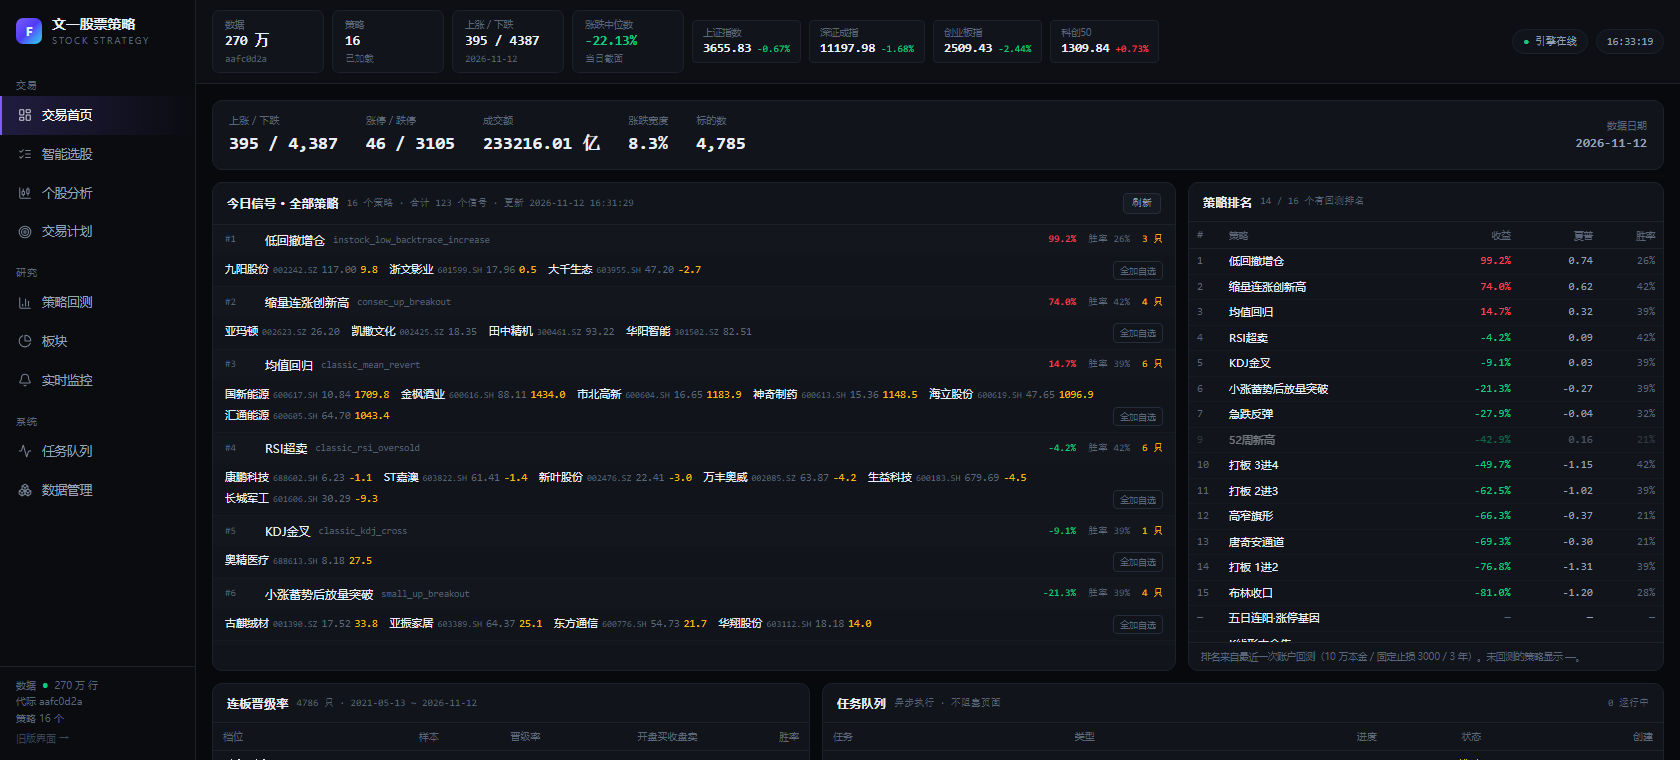 F
文一股票策略
STOCK STRATEGY
交易
交易首页
智能选股
个股分析
交易计划
研究
策略回测
板块
实时监控
系统
任务队列
数据管理
数据 ● 270 万 行
代际 aafc0d2a
策略 16 个
旧版界面 →
数据
270 万
aafc0d2a
策略
16
已加载
上涨 / 下跌
395 / 4387
2026-11-12
涨跌中位数
-22.13%
当日截面
上证指数
3655.83 -0.67%
深证成指
11197.98 -1.68%
创业板指
2509.43 -2.44%
科创50
1309.84 +0.73%
● 引擎在线
16:33:19
上涨 / 下跌
395 / 4,387
涨停 / 跌停
46 / 3105
成交额
233216.01 亿
涨跌宽度
8.3%
标的数
4,785
数据日期
2026-11-12
今日信号 • 全部策略 16 个策略 · 合计 123 个信号 · 更新 2026-11-12 16:31:29 刷新
#1 低回撤增仓 instock_low_backtrace_increase 99.2% 胜率 26% 3 只
九阳股份 002242.SZ 117.00 9.8 浙文影业 601599.SH 17.96 0.5 大千生态 603955.SH 47.20 -2.7 全加自选
#2 缩量连涨创新高 consec_up_breakout 74.0% 胜率 42% 4 只
亚玛顿 002623.SZ 26.20 凯撒文化 002425.SZ 18.35 田中精机 300461.SZ 93.22 华阳智能 301502.SZ 82.51 全加自选
#3 均值回归 classic_mean_revert 14.7% 胜率 39% 6 只
国新能源 600617.SH 10.84 1709.8 金枫酒业 600616.SH 88.11 1434.0 市北高新 600604.SH 16.65 1183.9 神奇制药 600613.SH 15.36 1148.5 海立股份 600619.SH 47.65 1096.9
汇通能源 600605.SH 64.70 1043.4 全加自选
#4 RSI超卖 classic_rsi_oversold -4.2% 胜率 42% 6 只
康鹏科技 688602.SH 6.23 -1.1 ST嘉澳 603822.SH 61.41 -1.4 新叶股份 002476.SZ 22.41 -3.0 万丰奥威 002085.SZ 63.87 -4.2 生益科技 600183.SH 679.69 -4.5
长城军工 601606.SH 30.29 -9.3 全加自选
#5 KDJ金叉 classic_kdj_cross -9.1% 胜率 39% 1 只
奥精医疗 688613.SH 8.18 27.5 全加自选
#6 小涨蓄势后放量突破 small_up_breakout -21.3% 胜率 39% 4 只
古麒绒材 001390.SZ 17.52 33.8 亚振家居 603389.SH 64.37 25.1 东方通信 600776.SH 54.73 21.7 华翔股份 603112.SH 18.18 14.0 全加自选
策略排名 14 / 16 个有回测排名
# 策略 收益 夏普 胜率
1 低回撤增仓 99.2% 0.74 26%
2 缩量连涨创新高 74.0% 0.62 42%
3 均值回归 14.7% 0.32 39%
4 RSI超卖 -4.2% 0.09 42%
5 KDJ金叉 -9.1% 0.03 39%
6 小涨蓄势后放量突破 -21.3% -0.27 39%
7 急跌反弹 -27.9% -0.04 32%
9 52周新高 -42.9% 0.16 21%
10 打板 3进4 -49.7% -1.15 42%
11 打板 2进3 -62.5% -1.02 39%
12 高窄旗形 -66.3% -0.37 21%
13 唐奇安通道 -69.3% -0.30 21%
14 打板 1进2 -76.8% -1.31 39%
15 布林收口 -81.0% -1.20 28%
— 五日连阳·涨停基因 — — —
排名来自最近一次账户回测（10 万本金 / 固定止损 3000 / 3 年）。未回测的策略显示 —。
连板晋级率 4786 只 · 2021-05-13 ~ 2026-11-12
档位 样本 晋级率 开盘买收盘卖 胜率
任务队列 异步执行 · 不阻塞页面 0 运行中
任务 类型 进度 状态 创建